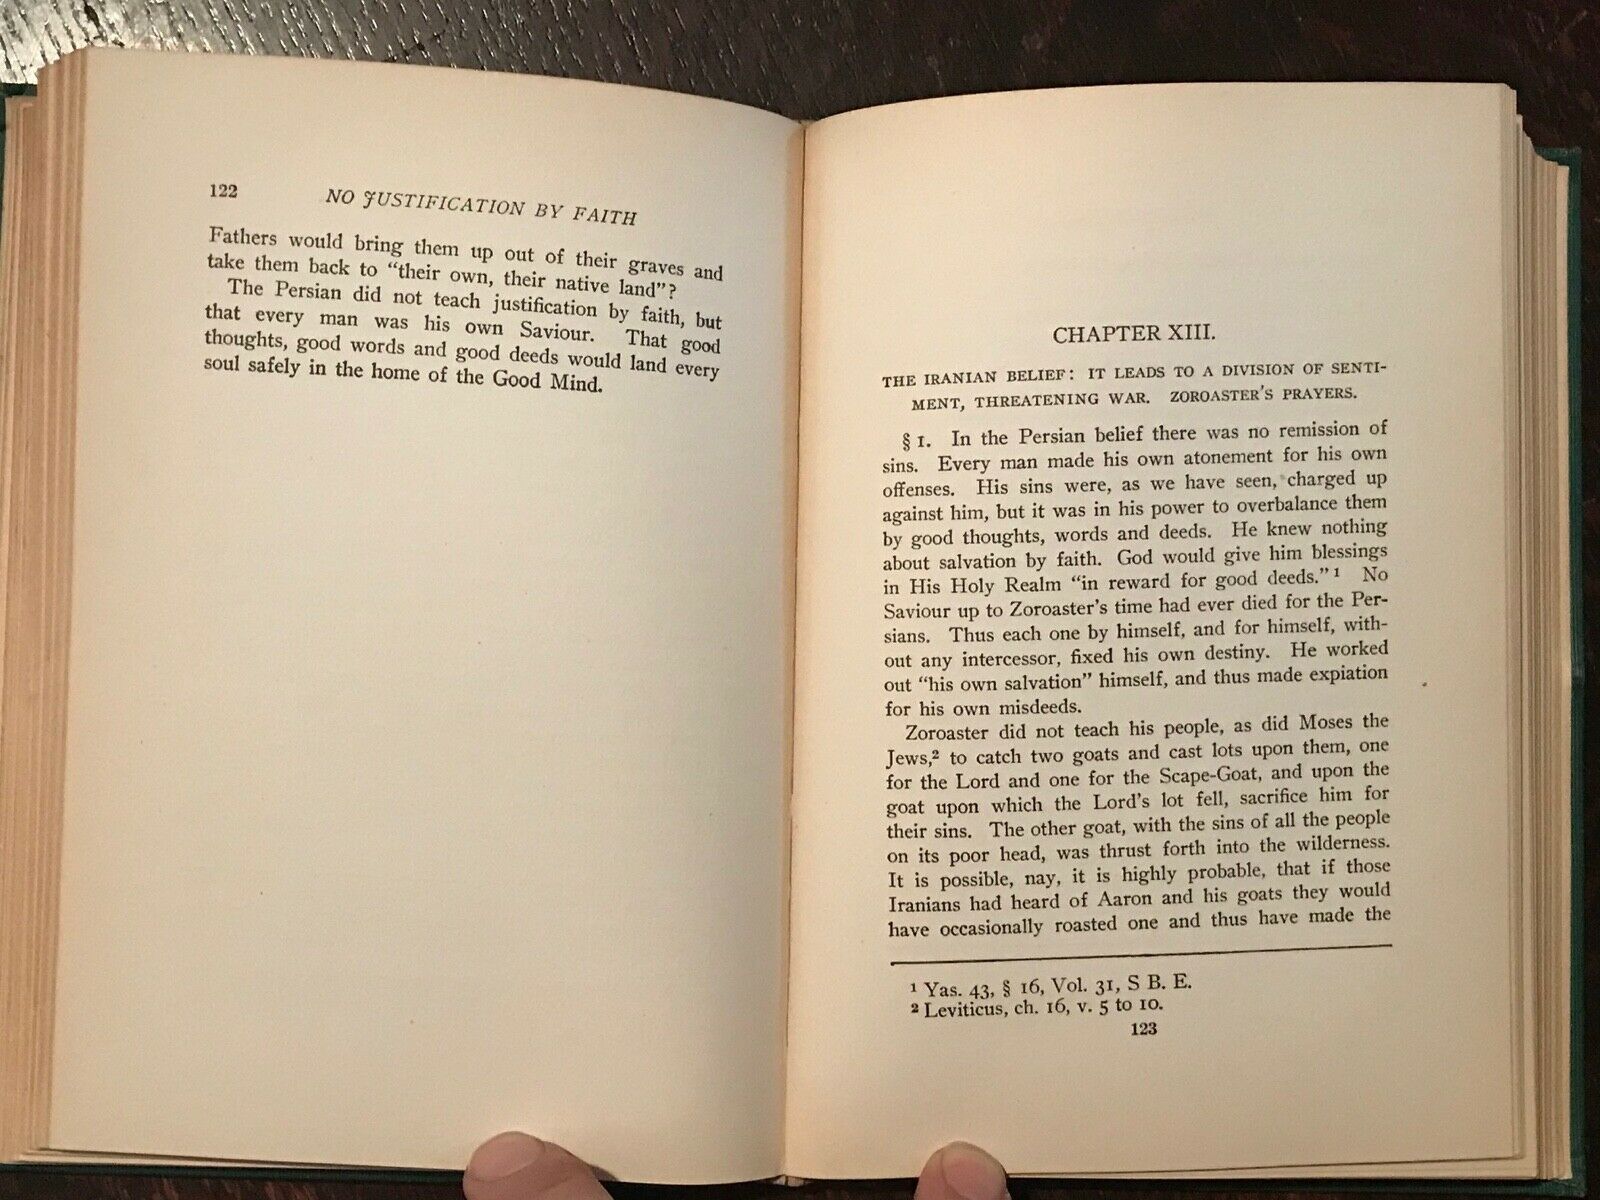 122
NO JUSTIFICATION BY FAITH
Fathers would bring them up out of their graves and
take them back to "their own, their native land"?
The Persian did not teach justification by faith, but
that every man was his own Saviour. That good
thoughts, good words and good deeds would land every
soul safely in the home of the Good Mind.
CHAPTER XIII.
THE IRANIAN BELIEF: IT LEADS TO A DIVISION OF SENTI-
MENT, THREATENING WAR. ZOROASTER'S PRAYERS.
§ 1. In the Persian belief there was no remission of
sins. Every man made his own atonement for his own
offenses. His sins were, as we have seen, charged up
against him, but it was in his power to overbalance them
by good thoughts, words and deeds. He knew nothing
about salvation by faith. God would give him blessings
in His Holy Realm "in reward for good deeds."¹ No
Saviour up to Zoroaster's time had ever died for the Per-
sians. Thus each one by himself, and for himself, with-
out any intercessor, fixed his own destiny. He worked
out "his own salvation" himself, and thus made expiation
for his own misdeeds.
Zoroaster did not teach his people, as did Moses the
Jews,² to catch two goats and cast lots upon them, one
for the Lord and one for the Scape-Goat, and upon the
goat upon which the Lord's lot fell, sacrifice him for
their sins. The other goat, with the sins of all the people
on its poor head, was thrust forth into the wilderness.
It is possible, nay, it is highly probable, that if those
Iranians had heard of Aaron and his goats they would
have occasionally roasted one and thus have made the
¹ Yas. 43, § 16, Vol. 31, S B. E.
² Leviticus, ch. 16, v. 5 to 10.
123